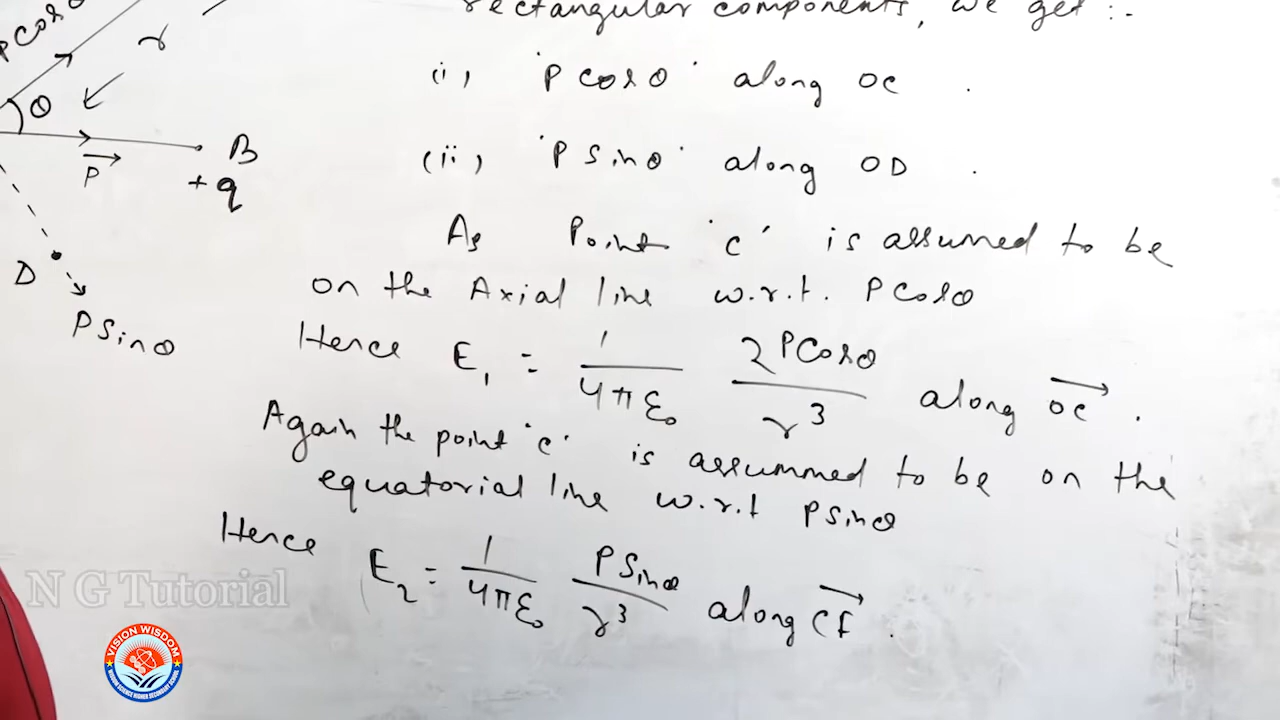 rectangular components, we get :-
PCosθ
r
(i) 'P Cosθ' along OC .
θ
B
P
+q
(ii) 'P Sinθ' along OD .
As Point 'C' is assumed to be
D
on the Axial line w.r.t. PCosθ
PSinθ
Hence E₁ = 1/4πε₀ 2PCosθ/r³ along OC .
Again the point 'C' is assummed to be on the
equatorial line w.r.t PSinθ
Hence E₂ = 1/4πε₀ PSinθ/r³ along CF .
N G Tutorial
VISION WISDOM